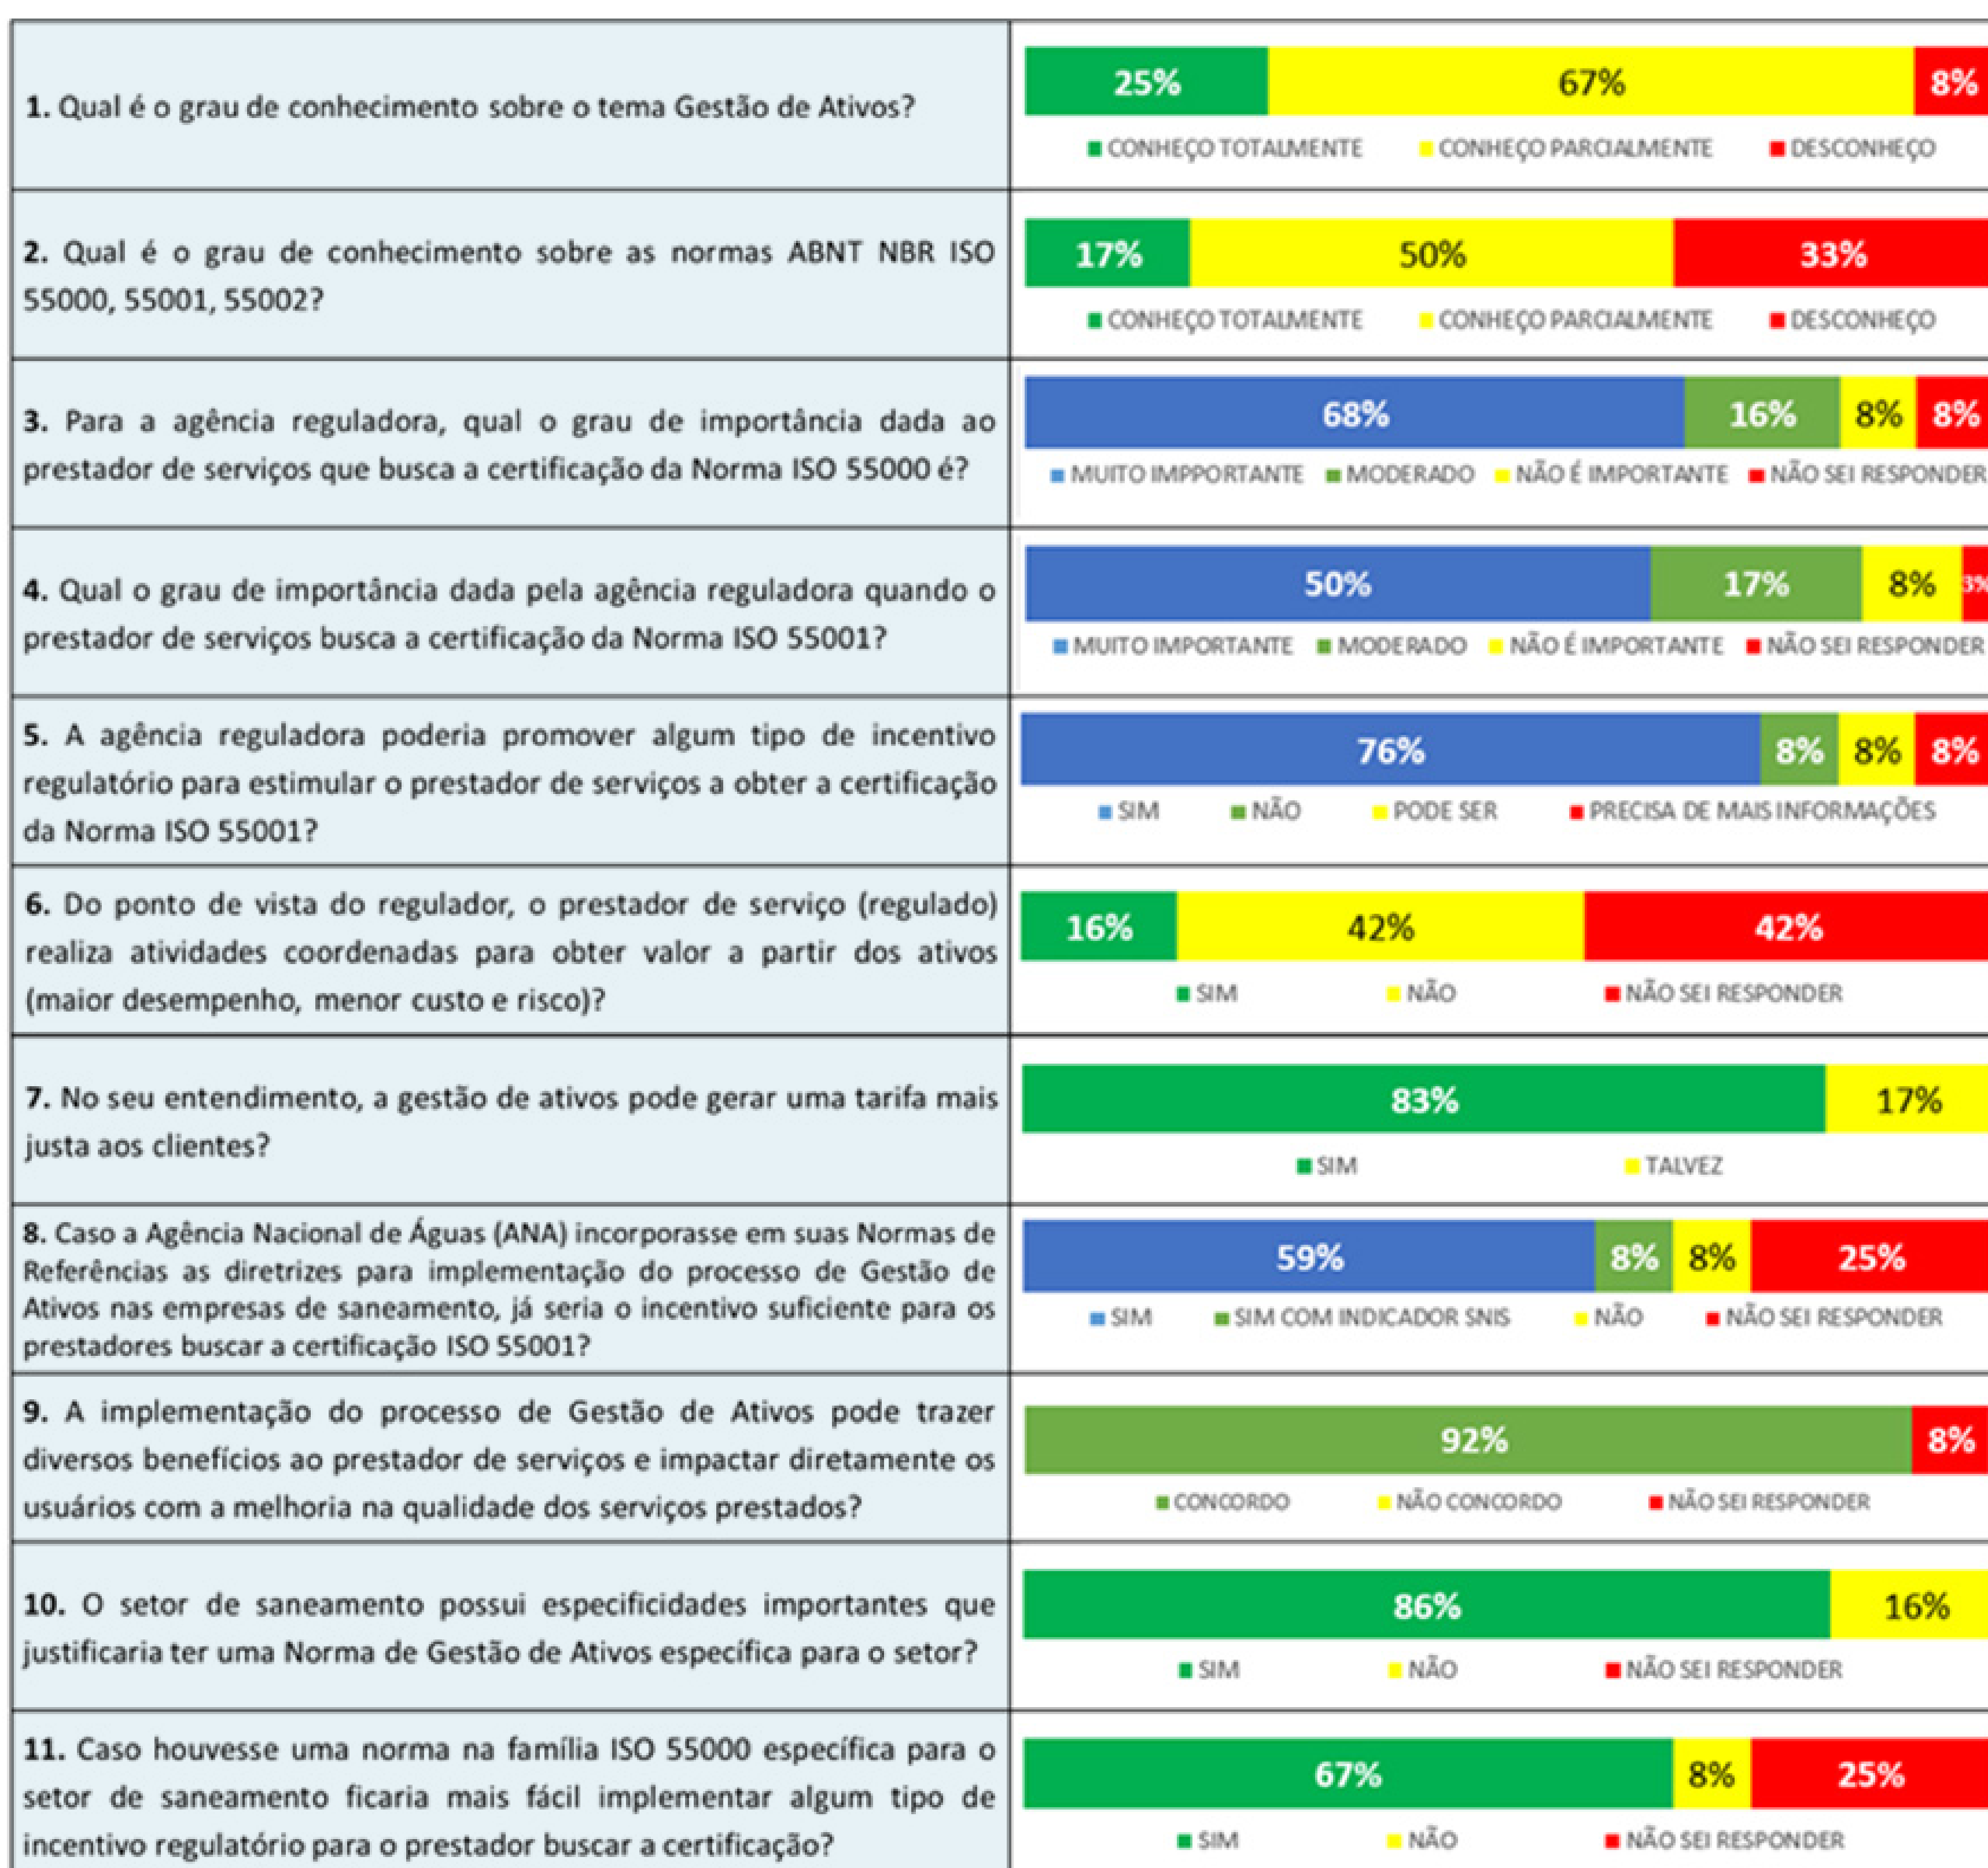 1. Qual é o grau de conhecimento sobre o tema Gestão de Ativos?
25% 67% 8%
CONHEÇO TOTALMENTE CONHEÇO PARCIALMENTE DESCONHEÇO
2. Qual é o grau de conhecimento sobre as normas ABNT NBR ISO
55000, 55001, 55002?
17% 50% 33%
CONHEÇO TOTALMENTE CONHEÇO PARCIALMENTE DESCONHEÇO
3. Para a agência reguladora, qual o grau de importância dada ao
prestador de serviços que busca a certificação da Norma ISO 55000 é?
68% 16% 8% 8%
MUITO IMPPORTANTE MODERADO NÃO É IMPORTANTE NÃO SEI RESPONDER
4. Qual o grau de importância dada pela agência reguladora quando o
prestador de serviços busca a certificação da Norma ISO 55001?
50% 17% 8% 3%
MUITO IMPORTANTE MODERADO NÃO É IMPORTANTE NÃO SEI RESPONDER
5. A agência reguladora poderia promover algum tipo de incentivo
regulatório para estimular o prestador de serviços a obter a certificação
da Norma ISO 55001?
76% 8% 8% 8%
SIM NÃO PODE SER PRECISA DE MAIS INFORMAÇÕES
6. Do ponto de vista do regulador, o prestador de serviço (regulado)
realiza atividades coordenadas para obter valor a partir dos ativos
(maior desempenho, menor custo e risco)?
16% 42% 42%
SIM NÃO NÃO SEI RESPONDER
7. No seu entendimento, a gestão de ativos pode gerar uma tarifa mais
justa aos clientes?
83% 17%
SIM TALVEZ
8. Caso a Agência Nacional de Águas (ANA) incorporasse em suas Normas de
Referências as diretrizes para implementação do processo de Gestão de
Ativos nas empresas de saneamento, já seria o incentivo suficiente para os
prestadores buscar a certificação ISO 55001?
59% 8% 8% 25%
SIM SIM COM INDICADOR SNIS NÃO NÃO SEI RESPONDER
9. A implementação do processo de Gestão de Ativos pode trazer
diversos benefícios ao prestador de serviços e impactar diretamente os
usuários com a melhoria na qualidade dos serviços prestados?
92% 8%
CONCORDO NÃO CONCORDO NÃO SEI RESPONDER
10. O setor de saneamento possui especificidades importantes que
justificaria ter uma Norma de Gestão de Ativos específica para o setor?
86% 16%
SIM NÃO NÃO SEI RESPONDER
11. Caso houvesse uma norma na família ISO 55000 específica para o
setor de saneamento ficaria mais fácil implementar algum tipo de
incentivo regulatório para o prestador buscar a certificação?
67% 8% 25%
SIM NÃO NÃO SEI RESPONDER